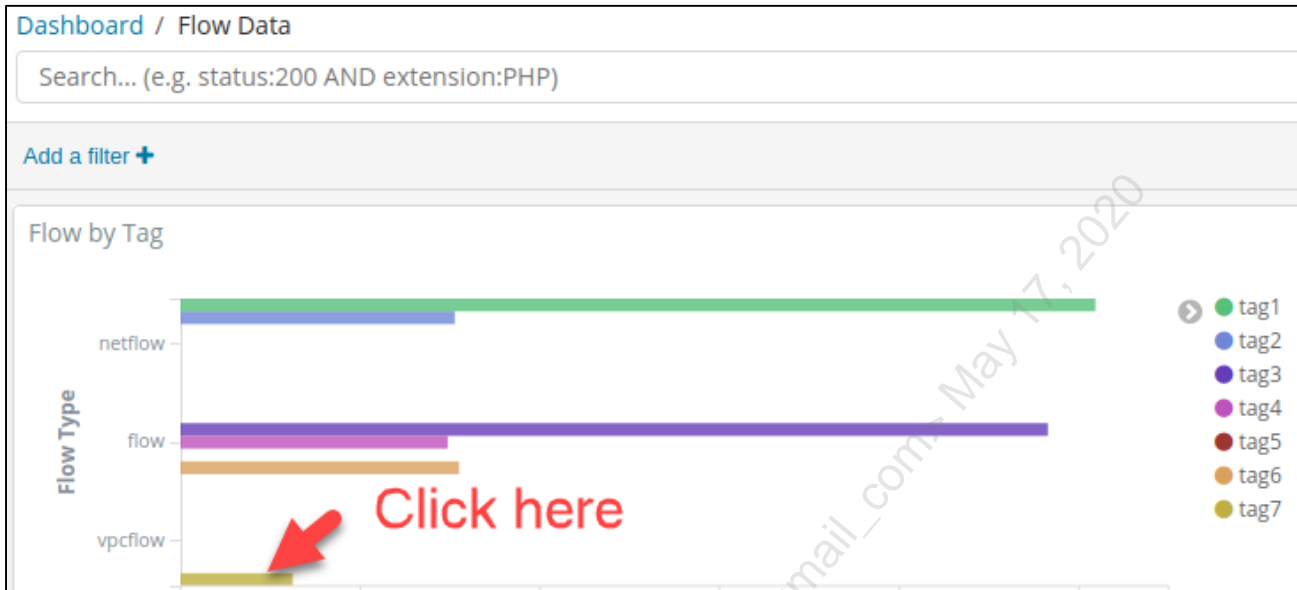 Dashboard / Flow Data
Search... (e.g. status:200 AND extension:PHP)
Add a filter +
Flow by Tag
Flow Type
netflow
flow
vpcflow
tag1
tag2
tag3
tag4
tag5
tag6
tag7
Click here
mail_com> May 17, 2020